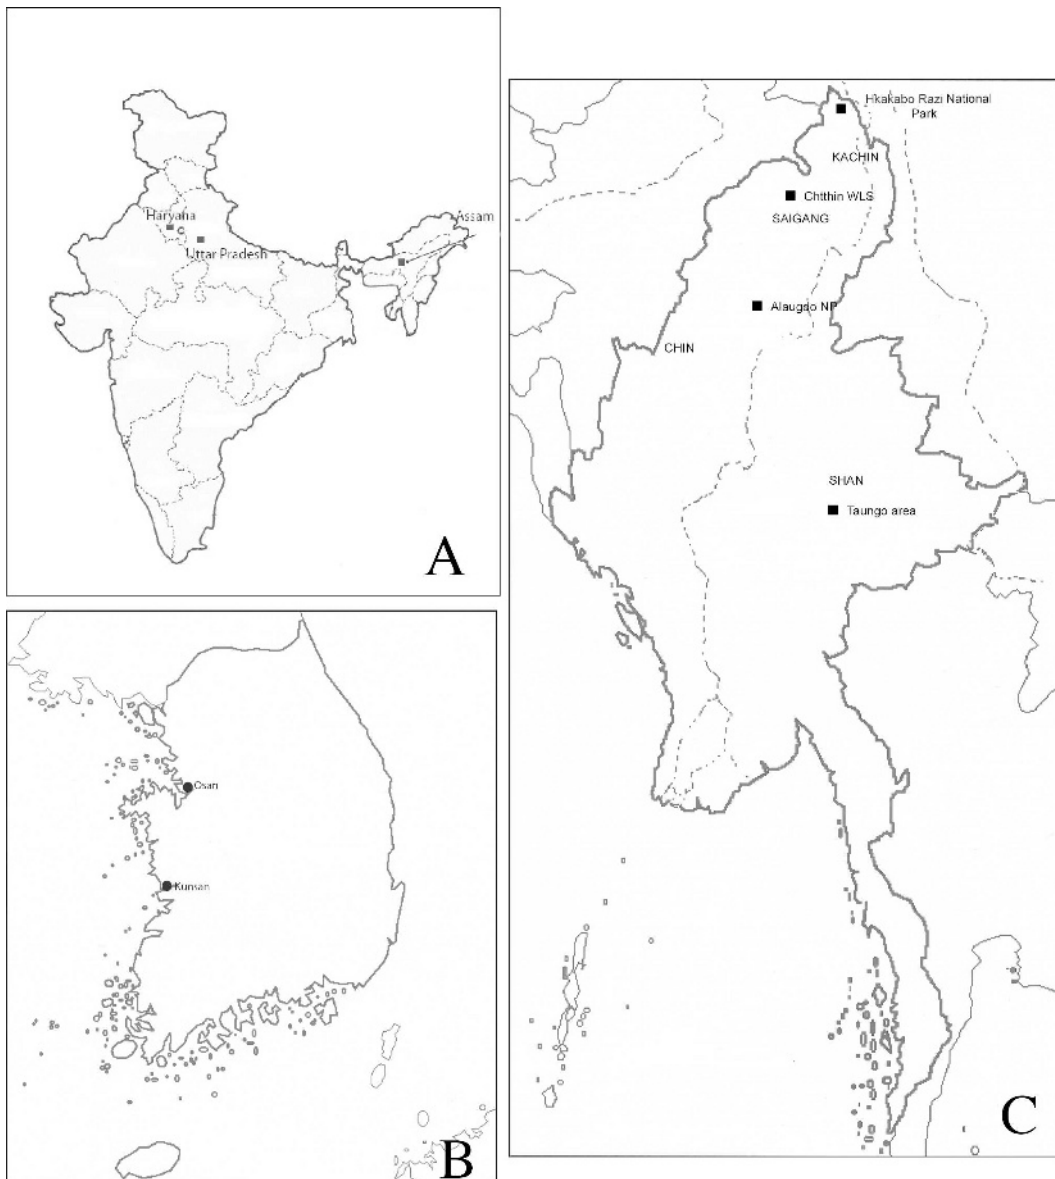 Haryana
Uttar Pradesh
Assam
A
Osan
Kunsan
B
Hkakabo Razi National
Park
KACHIN
Chtthin WLS
SAIGANG
Alaugdo NP
CHIN
SHAN
Taungo area
C